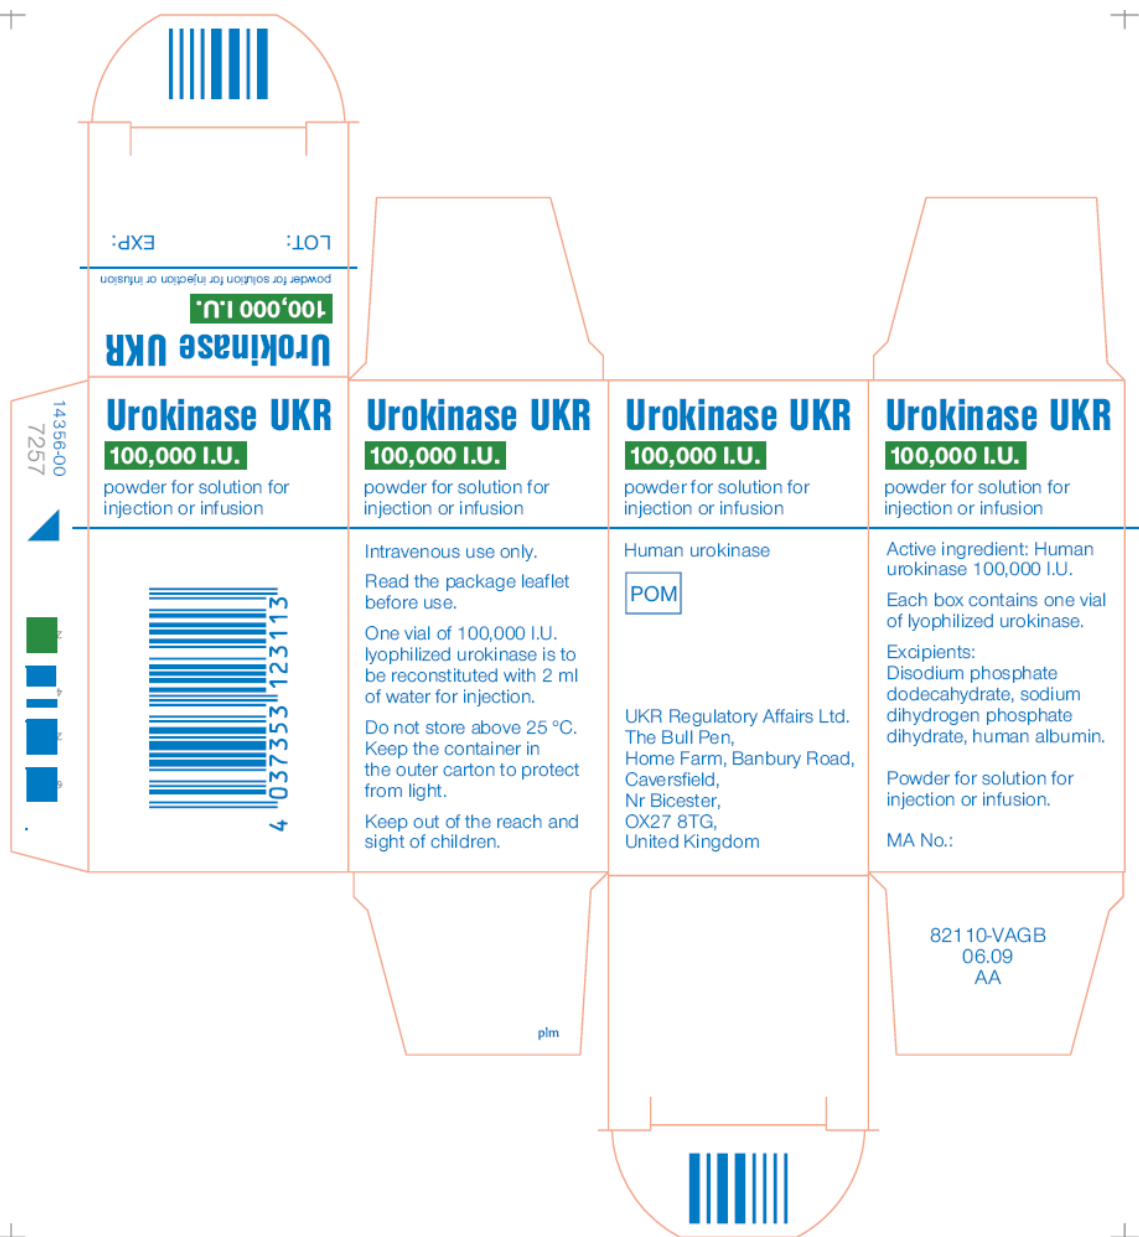 LOT:
EXP:
powder for solution for injection or infusion
100,000 I.U.
Urokinase UKR
14356-00
7257
2
4
2
6
Urokinase UKR
100,000 I.U.
powder for solution for
injection or infusion
4 037353 123113
Urokinase UKR
100,000 I.U.
powder for solution for
injection or infusion
Intravenous use only.
Read the package leaflet
before use.
One vial of 100,000 I.U.
lyophilized urokinase is to
be reconstituted with 2 ml
of water for injection.
Do not store above 25 °C.
Keep the container in
the outer carton to protect
from light.
Keep out of the reach and
sight of children.
plm
Urokinase UKR
100,000 I.U.
powder for solution for
injection or infusion
Human urokinase
POM
UKR Regulatory Affairs Ltd.
The Bull Pen,
Home Farm, Banbury Road,
Caversfield,
Nr Bicester,
OX27 8TG,
United Kingdom
Urokinase UKR
100,000 I.U.
powder for solution for
injection or infusion
Active ingredient: Human
urokinase 100,000 I.U.
Each box contains one vial
of lyophilized urokinase.
Excipients:
Disodium phosphate
dodecahydrate, sodium
dihydrogen phosphate
dihydrate, human albumin.
Powder for solution for
injection or infusion.
MA No.:
82110-VAGB
06.09
AA